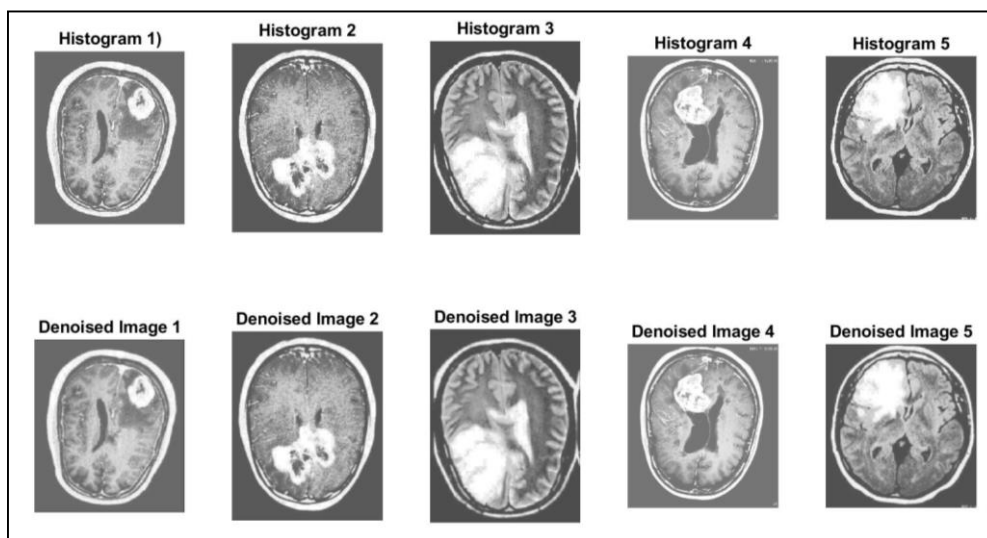 Histogram 1)
Histogram 2
Histogram 3
Histogram 4
Histogram 5
Denoised Image 1
Denoised Image 2
Denoised Image 3
Denoised Image 4
Denoised Image 5